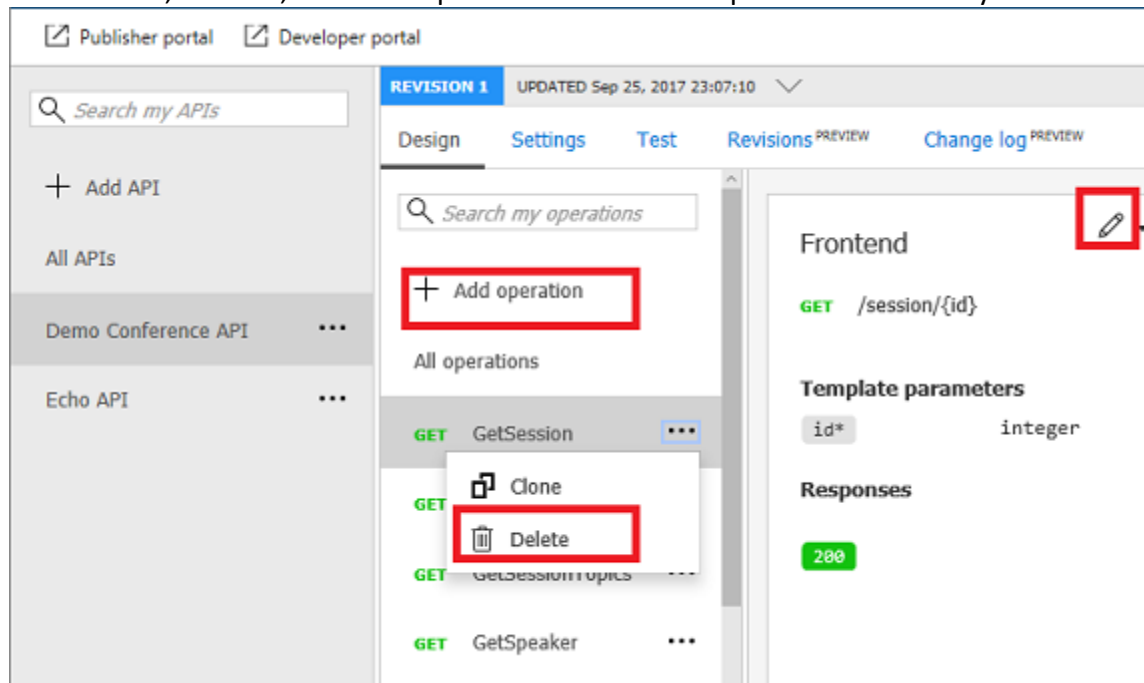 Publisher portal Developer portal
Search my APIs
Add API
All APIs
Demo Conference API ...
Echo API ...
REVISION 1 UPDATED Sep 25, 2017 23:07:10
Design Settings Test Revisions PREVIEW Change log PREVIEW
Search my operations
Add operation
All operations
GET GetSession ...
Clone
GET
Delete
GET GetSessionTopics ...
GET GetSpeaker ...
Frontend
GET /session/{id}
Template parameters
id* integer
Responses
200